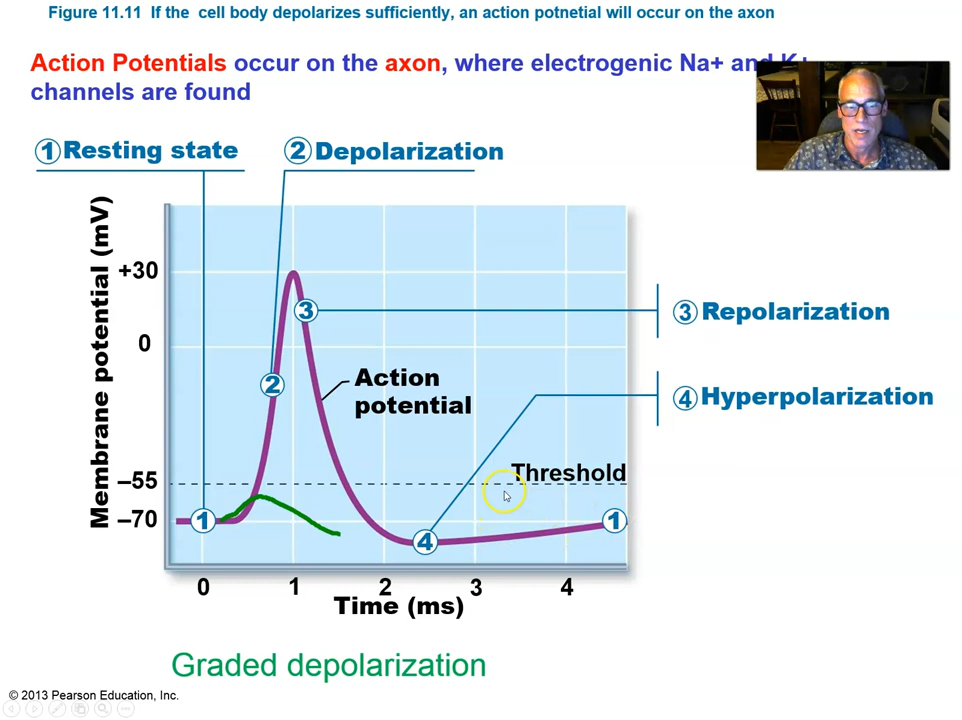 Figure 11.11 If the cell body depolarizes sufficiently, an action potnetial will occur on the axon
Action Potentials occur on the axon, where electrogenic Na+ and K+
channels are found
1 Resting state
2 Depolarization
Membrane potential (mV)
+30
0
–55
–70
3
2
Action
potential
3 Repolarization
4 Hyperpolarization
Threshold
1
4
1
0 1 2 3 4
Time (ms)
Graded depolarization
© 2013 Pearson Education, Inc.